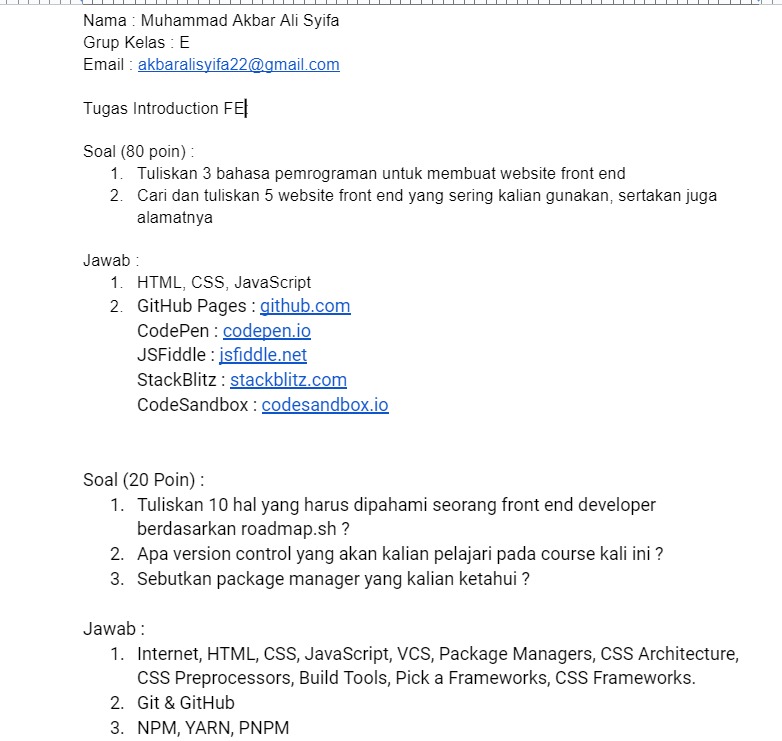 Nama : Muhammad Akbar Ali Syifa
Grup Kelas : E
Email : akbaralisyifa22@gmail.com
Tugas Introduction FE
Soal (80 poin) :
1. Tuliskan 3 bahasa pemrograman untuk membuat website front end
2. Cari dan tuliskan 5 website front end yang sering kalian gunakan, sertakan juga
alamatnya
Jawab :
1. HTML, CSS, JavaScript
2. GitHub Pages : github.com
CodePen : codepen.io
JSFiddle : jsfiddle.net
StackBlitz : stackblitz.com
CodeSandbox : codesandbox.io
Soal (20 Poin) :
1. Tuliskan 10 hal yang harus dipahami seorang front end developer
berdasarkan roadmap.sh ?
2. Apa version control yang akan kalian pelajari pada course kali ini ?
3. Sebutkan package manager yang kalian ketahui ?
Jawab :
1. Internet, HTML, CSS, JavaScript, VCS, Package Managers, CSS Architecture,
CSS Preprocessors, Build Tools, Pick a Frameworks, CSS Frameworks.
2. Git & GitHub
3. NPM, YARN, PNPM